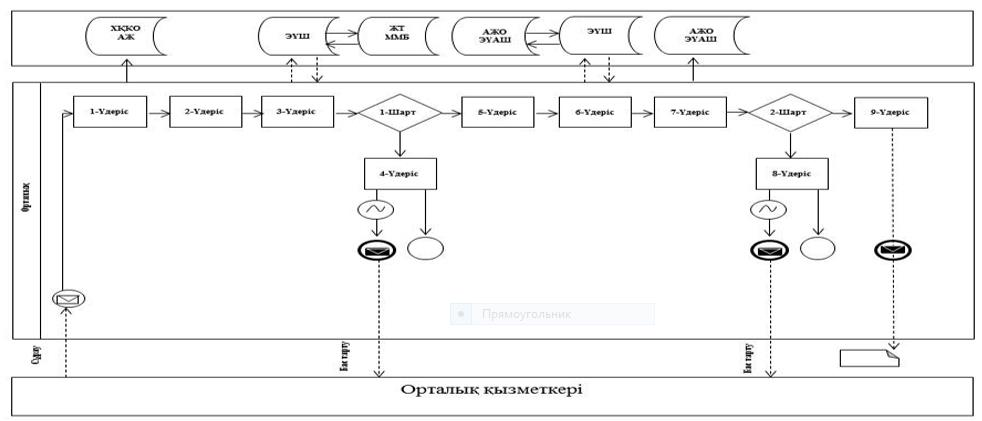 ХҚКО
АЖ
ЭҮШ
ЖТ
ММБ
АЖО
ЭҮАШ
ЭҮШ
АЖО
ЭҮАШ
Орталық
1-Үдеріс
2-Үдеріс
3-Үдеріс
1-Шарт
5-Үдеріс
6-Үдеріс
7-Үдеріс
2-Шарт
9-Үдеріс
4-Үдеріс
8-Үдеріс
Прямоугольник
Сұрау
Бас тарту
Бас тарту
Орталық қызметкері